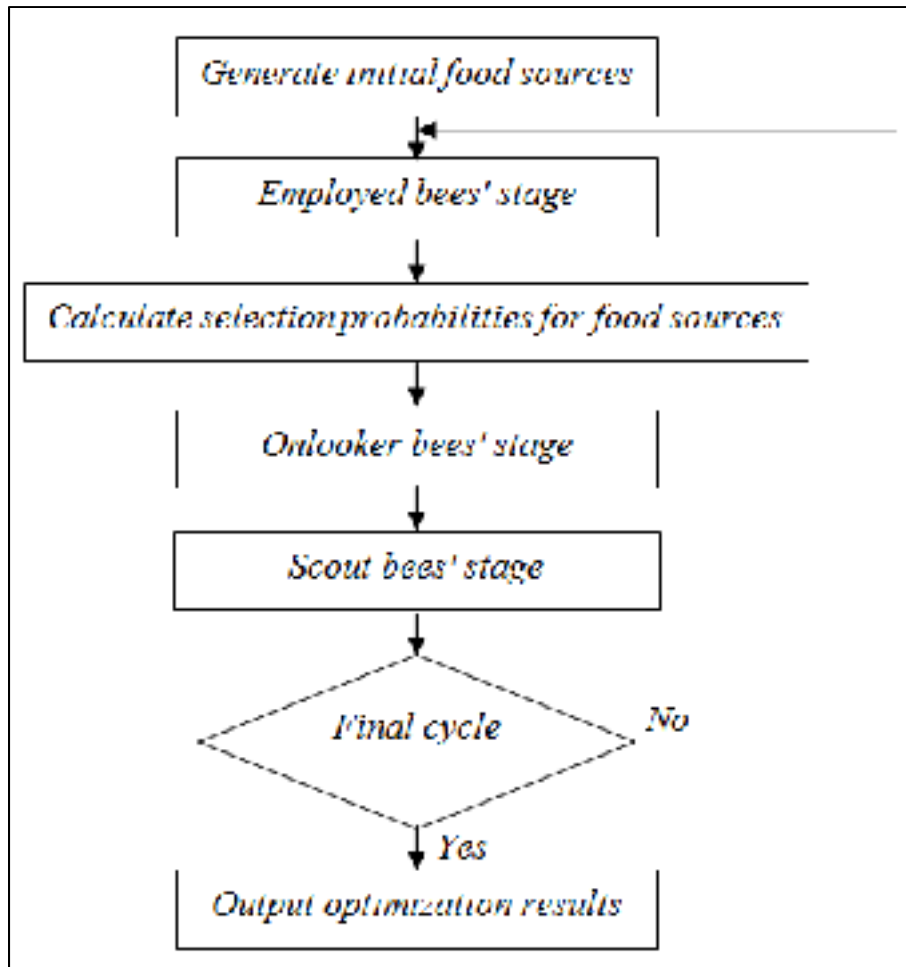 Generate initial food sources
Employed bees' stage
Calculate selection probabilities for food sources
Onlooker bees' stage
Scout bees' stage
Final cycle
No
Yes
Output optimization results